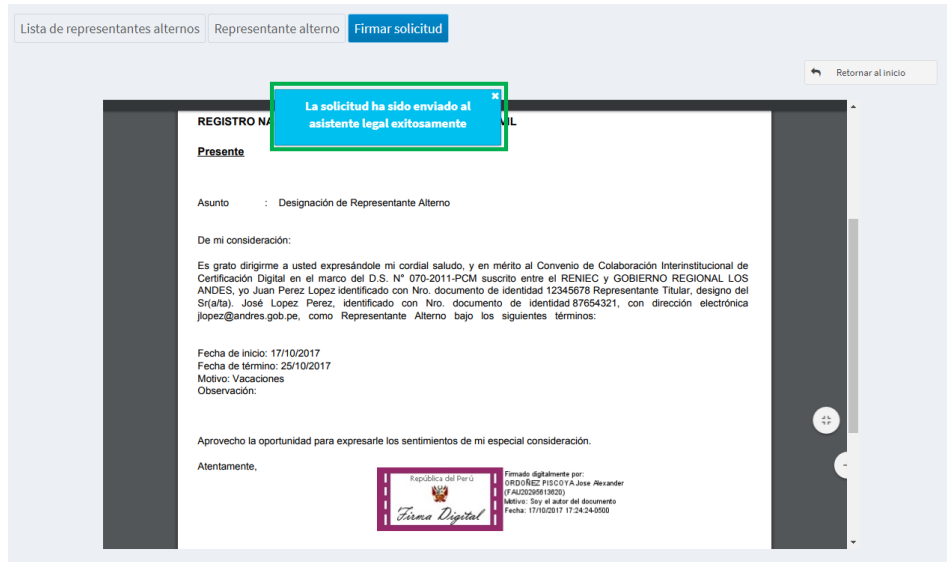 Lista de representantes alternos Representante alterno Firmar solicitud
Retornar al inicio
La solicitud ha sido enviado al
asistente legal exitosamente
REGISTRO NA IL
Presente
Asunto : Designación de Representante Alterno
De mi consideración:
Es grato dirigirme a usted expresándole mi cordial saludo, y en mérito al Convenio de Colaboración Interinstitucional de
Certificación Digital en el marco del D.S. N° 070-2011-PCM suscrito entre el RENIEC y GOBIERNO REGIONAL LOS
ANDES, yo Juan Perez Lopez identificado con Nro. documento de identidad 12345678 Representante Titular, designo del
Sr(a/ta). José Lopez Perez, identificado con Nro. documento de identidad 87654321, con dirección electrónica
jlopez@andres.gob.pe, como Representante Alterno bajo los siguientes términos:
Fecha de inicio: 17/10/2017
Fecha de término: 25/10/2017
Motivo: Vacaciones
Observación:
Aprovecho la oportunidad para expresarle los sentimientos de mi especial consideración.
Atentamente,
República del Perú
Firma Digital
Firmado digitalmente por:
ORDOÑEZ PISCOYA Jose Alexander
(FAU20295613620)
Motivo: Soy el autor del documento
Fecha: 17/10/2017 17:24:24-0500